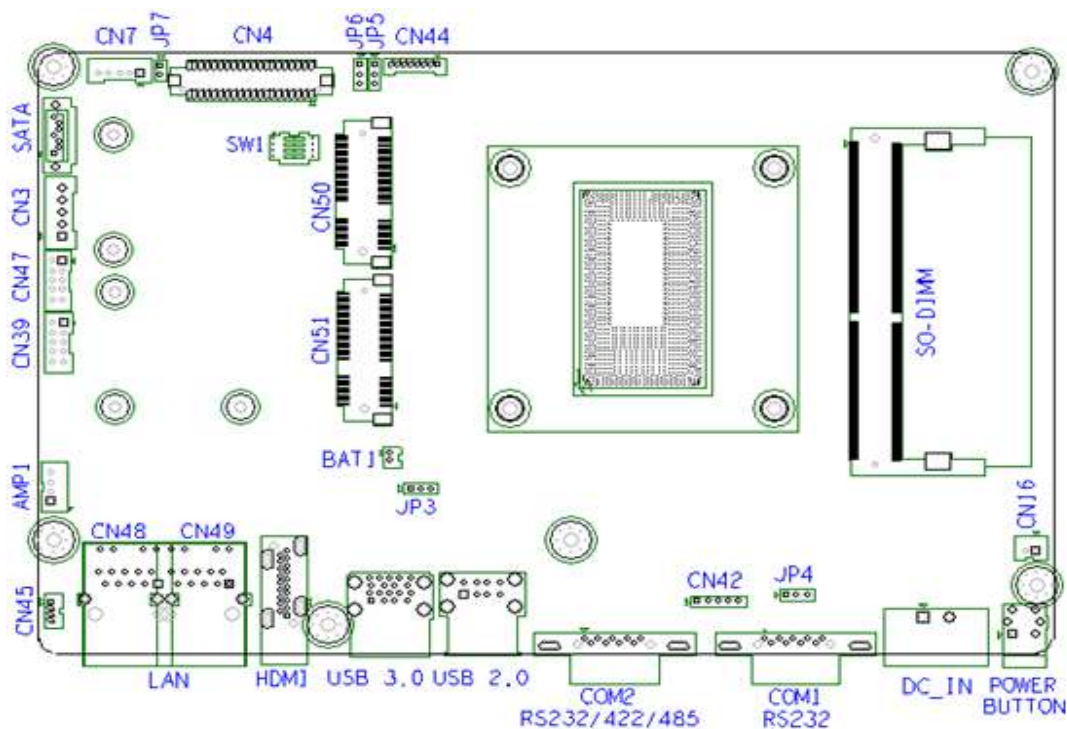 CN7
JP7
CN4
JP6
JP5
CN44
SATA
SW1
CN50
CN3
CN47
CN51
CN39
SO-DIMM
BAT1
AMP1
JP3
CN16
CN48
CN49
CN42
JP4
CN45
LAN
HDMI
USB 3.0
USB 2.0
COM2
RS232/422/485
COM1
RS232
DC_IN
POWER
BUTTON